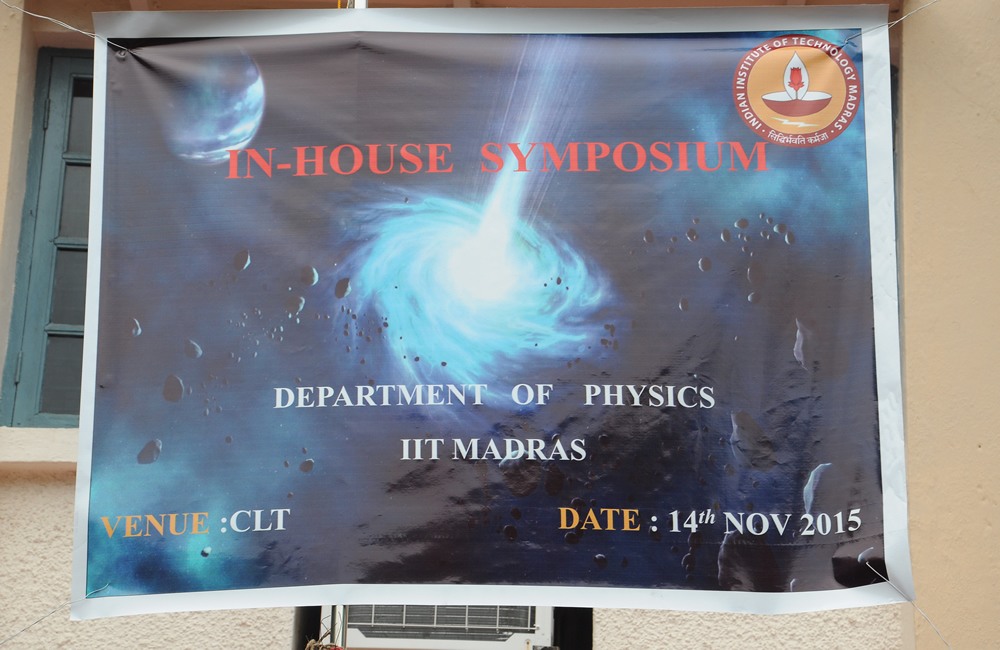 INDIAN INSTITUTE OF TECHNOLOGY MADRAS
सिद्धिर्भवति कर्मजा
IN-HOUSE SYMPOSIUM
DEPARTMENT OF PHYSICS
IIT MADRAS
VENUE :CLT
DATE : 14th NOV 2015